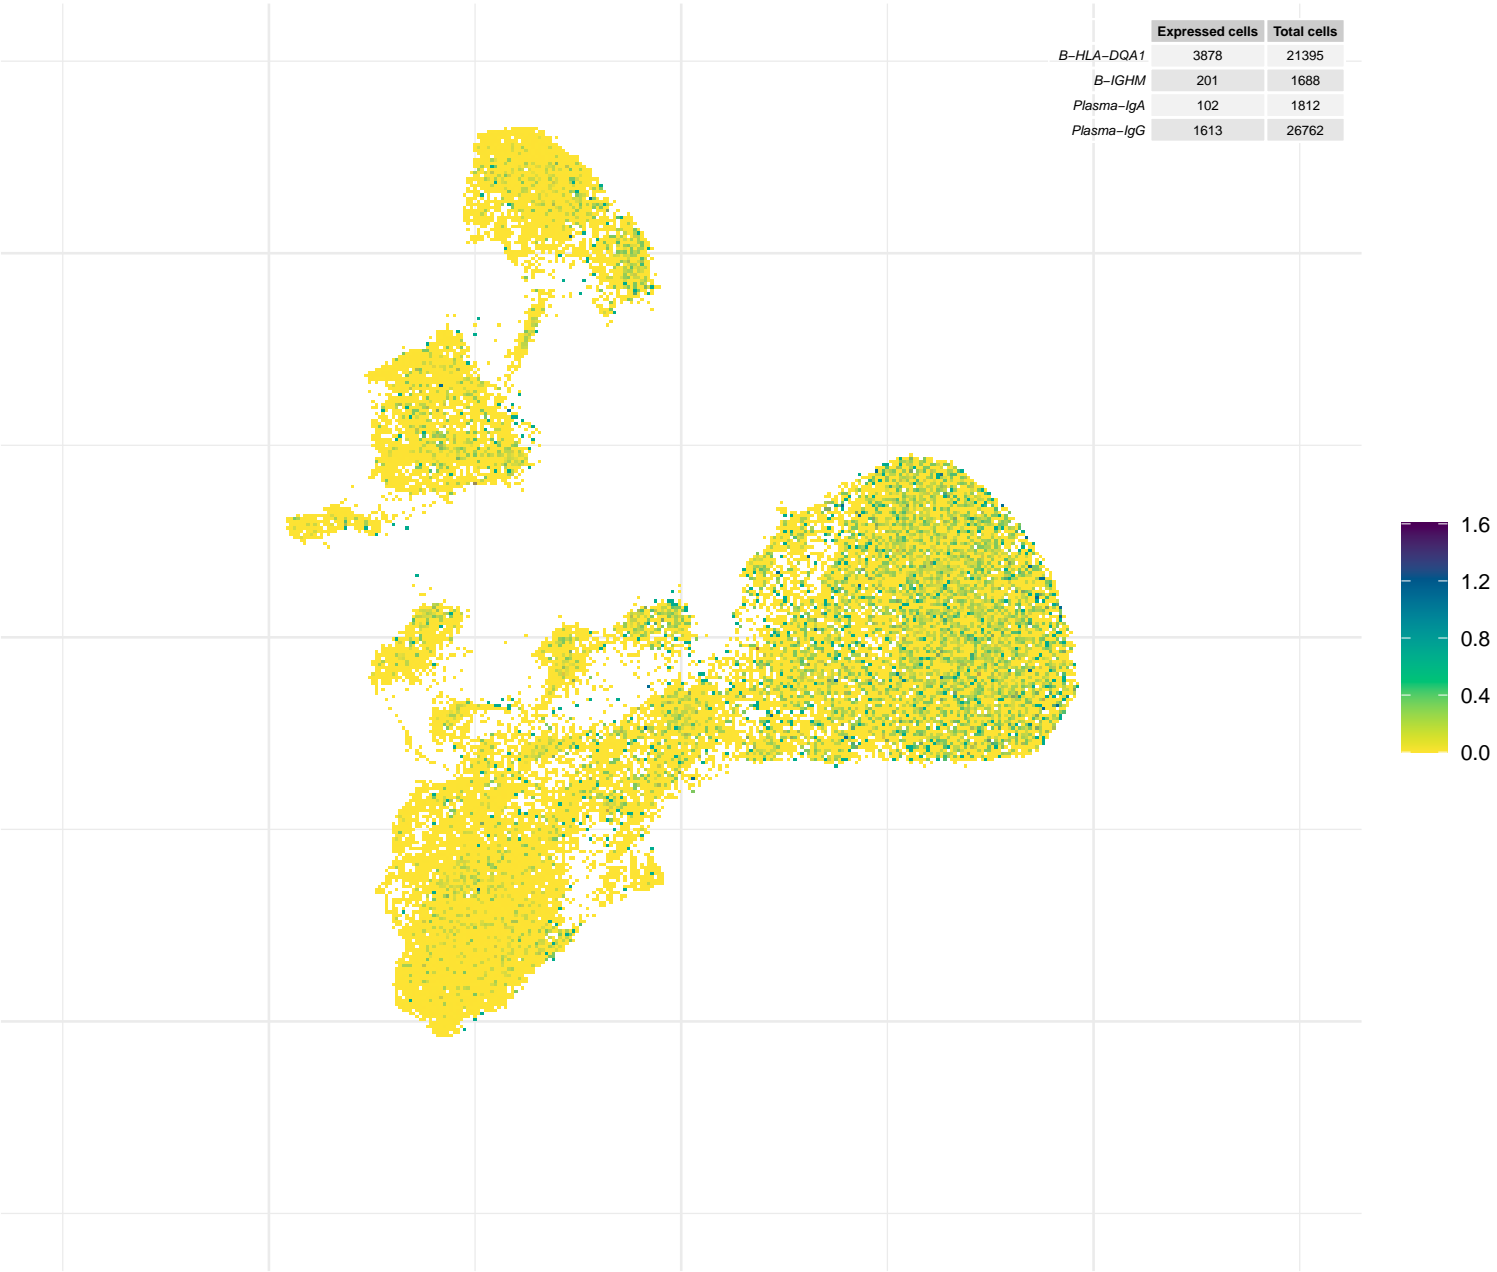 Expressed cells Total cells
B−HLA−DQA1 3878 21395
B−IGHM 201 1688
Plasma−IgA 102 1812
Plasma−IgG 1613 26762
1.6
1.2
0.8
0.4
0.0